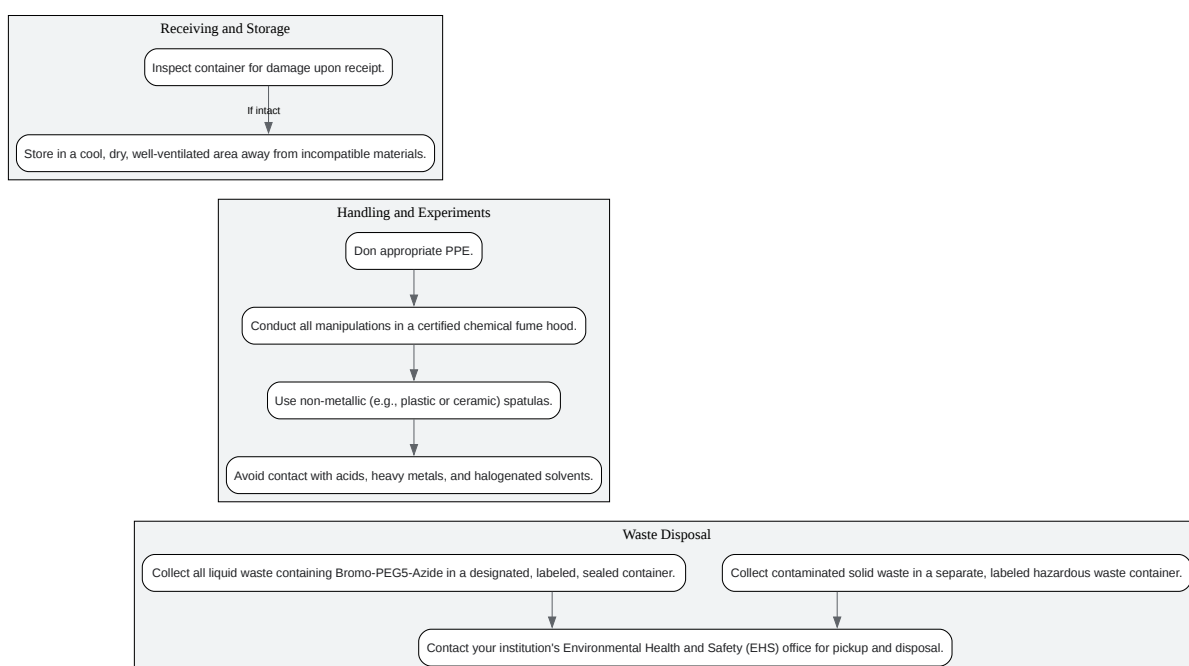 Receiving and Storage
Inspect container for damage upon receipt.
If intact
Store in a cool, dry, well-ventilated area away from incompatible materials.
Handling and Experiments
Don appropriate PPE.
Conduct all manipulations in a certified chemical fume hood.
Use non-metallic (e.g., plastic or ceramic) spatulas.
Avoid contact with acids, heavy metals, and halogenated solvents.
Waste Disposal
Collect all liquid waste containing Bromo-PEG5-Azide in a designated, labeled, sealed container.
Collect contaminated solid waste in a separate, labeled hazardous waste container.
Contact your institution's Environmental Health and Safety (EHS) office for pickup and disposal.